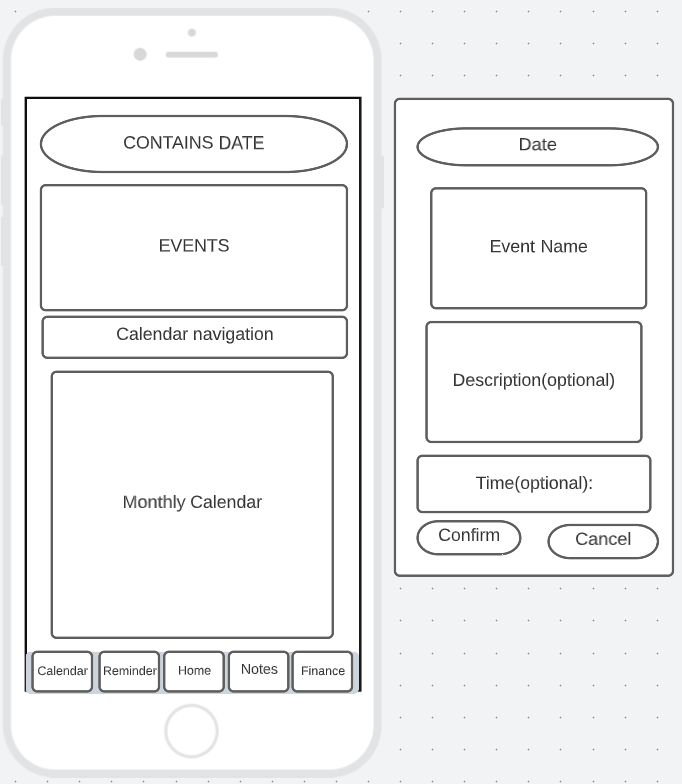 CONTAINS DATE
EVENTS
Calendar navigation
Monthly Calendar
Calendar
Reminder
Home
Notes
Finance
Date
Event Name
Description(optional)
Time(optional):
Confirm
Cancel